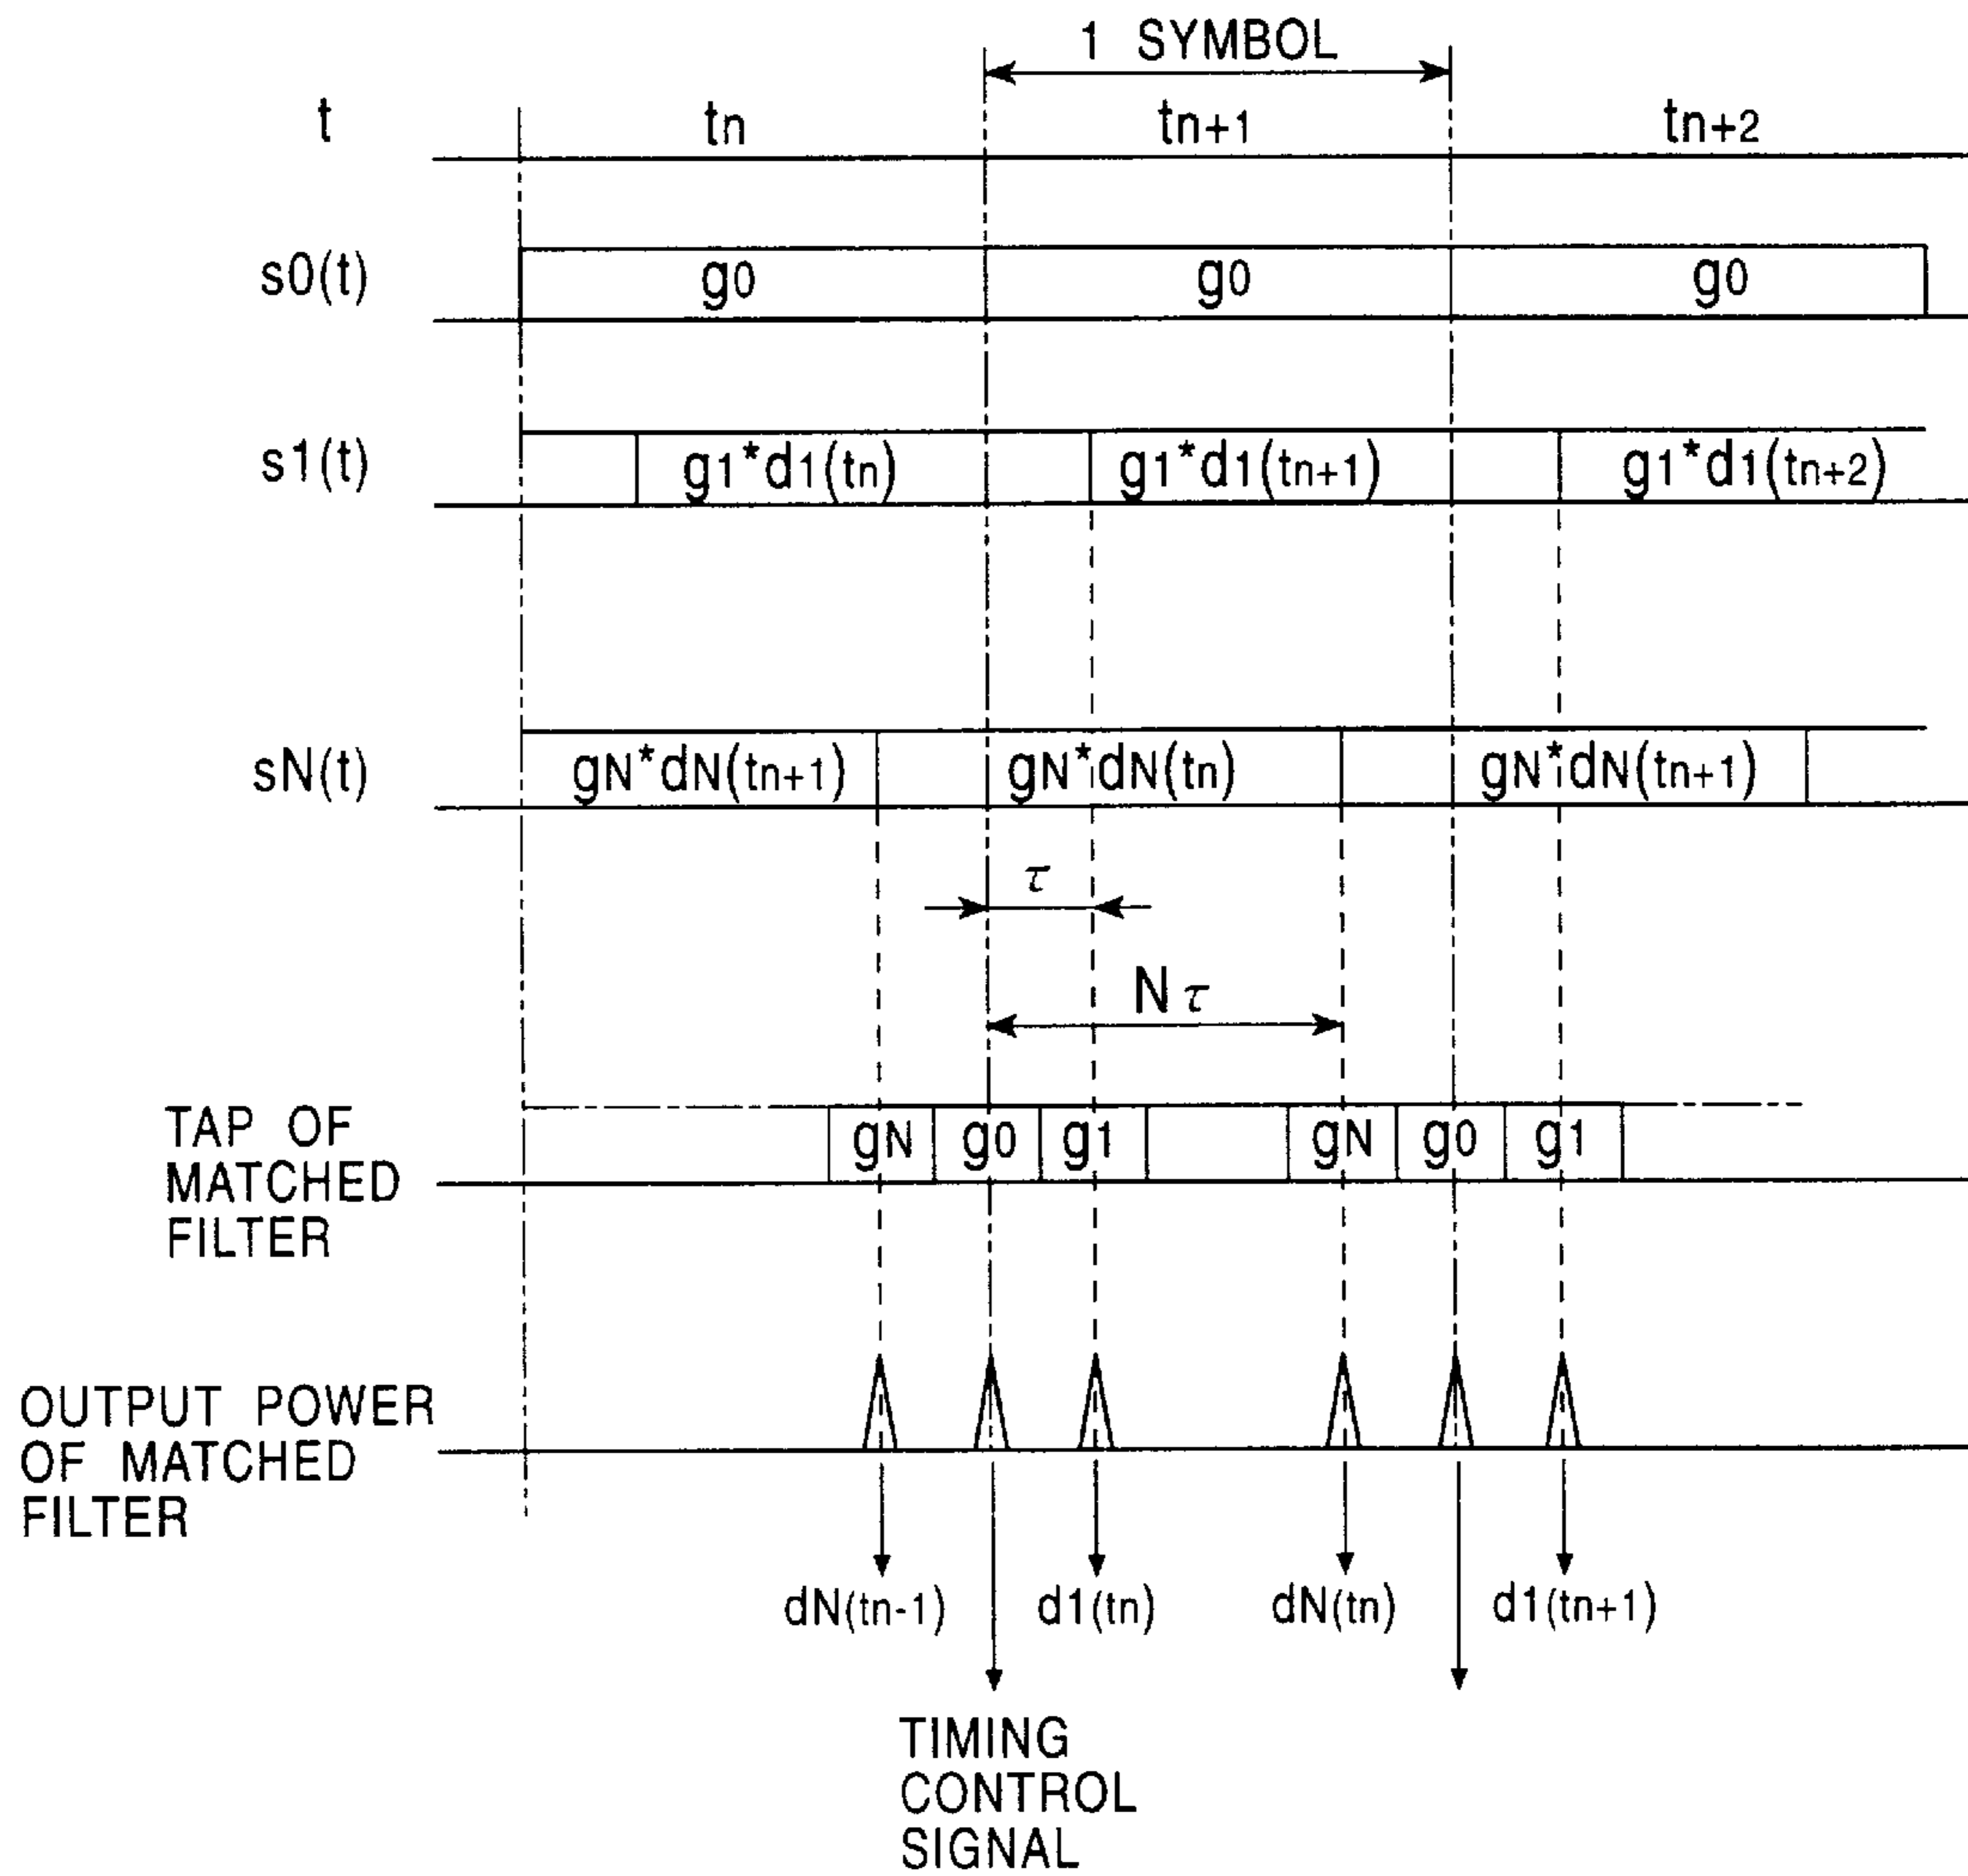 1 SYMBOL
t tn tn+1 tn+2
s0(t) g0 g0 g0
s1(t) g1*d1(tn) g1*d1(tn+1) g1*d1(tn+2)
sN(t) gN*dN(tn+1) gN*dN(tn) gN*dN(tn+1)
τ
Nτ
TAP OF
MATCHED
FILTER
gN g0 g1 gN g0 g1
OUTPUT POWER
OF MATCHED
FILTER
dN(tn-1) d1(tn) dN(tn) d1(tn+1)
TIMING
CONTROL
SIGNAL